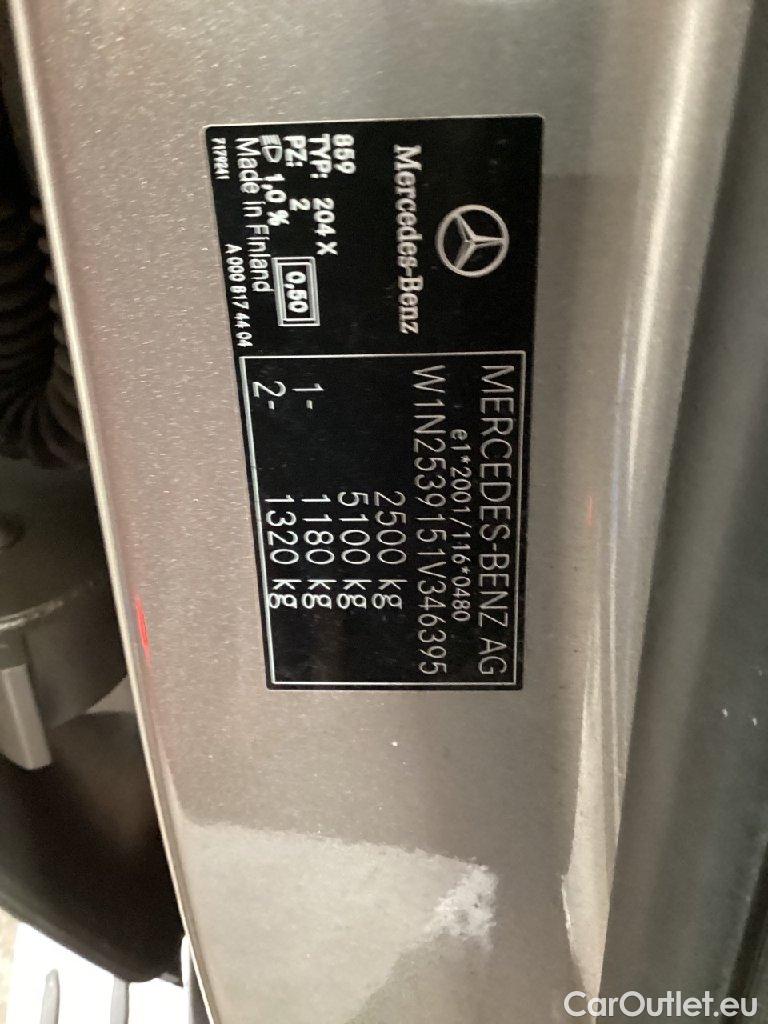 Mercedes-Benz
859
TYP: 204 X
PZ: 2 0,50
1,0 %
Made in Finland
7179241 A 000 817 44 04
MERCEDES-BENZ AG
e1*2001/116*0480
W1N2539151V346395
2500 kg
5100 kg
1- 1180 kg
2- 1320 kg
CarOutlet.eu